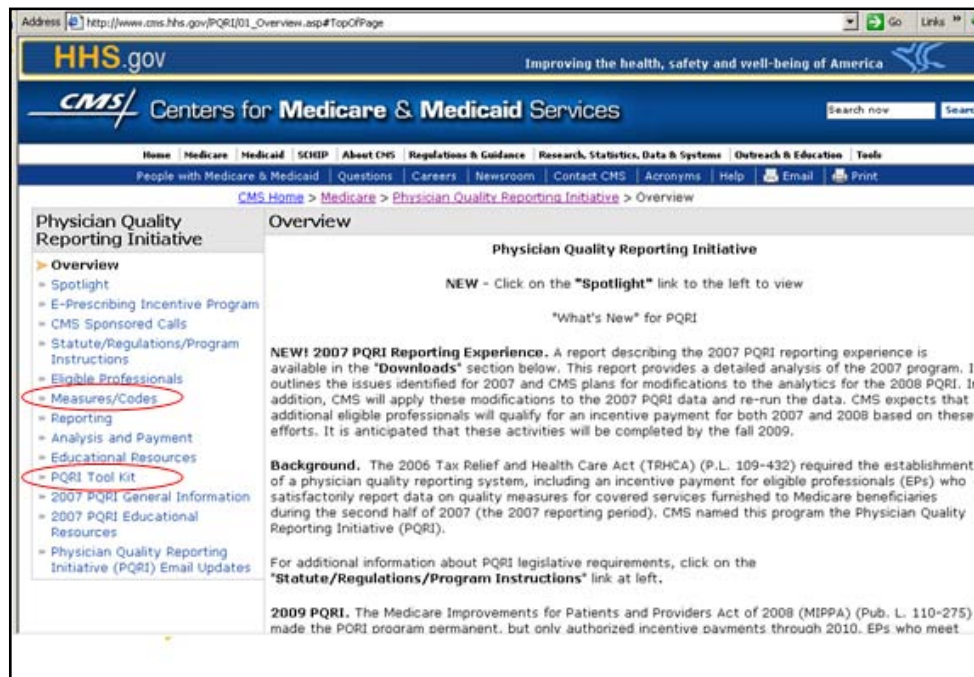 Address http://www.cms.hhs.gov/PQRI/01_Overview.asp#TopOfPage Go Links »
HHS.gov Improving the health, safety and well-being of America
CMS/ Centers for Medicare & Medicaid Services Search now Sear
Home Medicare Medicaid SCHIP About CMS Regulations & Guidance Research, Statistics, Data & Systems Outreach & Education Tools
People with Medicare & Medicaid Questions Careers Newsroom Contact CMS Acronyms Help Email Print
CMS Home > Medicare > Physician Quality Reporting Initiative > Overview
Physician Quality
Reporting Initiative
Overview
Spotlight
E-Prescribing Incentive Program
CMS Sponsored Calls
Statute/Regulations/Program
Instructions
Eligible Professionals
Measures/Codes
Reporting
Analysis and Payment
Educational Resources
PQRI Tool Kit
2007 PQRI General Information
2007 PQRI Educational
Resources
Physician Quality Reporting
Initiative (PQRI) Email Updates
Overview
Physician Quality Reporting Initiative
NEW - Click on the "Spotlight" link to the left to view
"What's New" for PQRI
NEW! 2007 PQRI Reporting Experience. A report describing the 2007 PQRI reporting experience is
available in the "Downloads" section below. This report provides a detailed analysis of the 2007 program. I
outlines the issues identified for 2007 and CMS plans for modifications to the analytics for the 2008 PQRI. In
addition, CMS will apply these modifications to the 2007 PQRI data and re-run the data. CMS expects that
additional eligible professionals will qualify for an incentive payment for both 2007 and 2008 based on these
efforts. It is anticipated that these activities will be completed by the fall 2009.
Background. The 2006 Tax Relief and Health Care Act (TRHCA) (P.L. 109-432) required the establishment
of a physician quality reporting system, including an incentive payment for eligible professionals (EPs) who
satisfactorily report data on quality measures for covered services furnished to Medicare beneficiaries
during the second half of 2007 (the 2007 reporting period). CMS named this program the Physician Quality
Reporting Initiative (PQRI).
For additional information about PQRI legislative requirements, click on the
"Statute/Regulations/Program Instructions" link at left.
2009 PQRI. The Medicare Improvements for Patients and Providers Act of 2008 (MIPPA) (Pub. L. 110-275)
made the PQRI program permanent, but only authorized incentive payments through 2010. EPs who meet